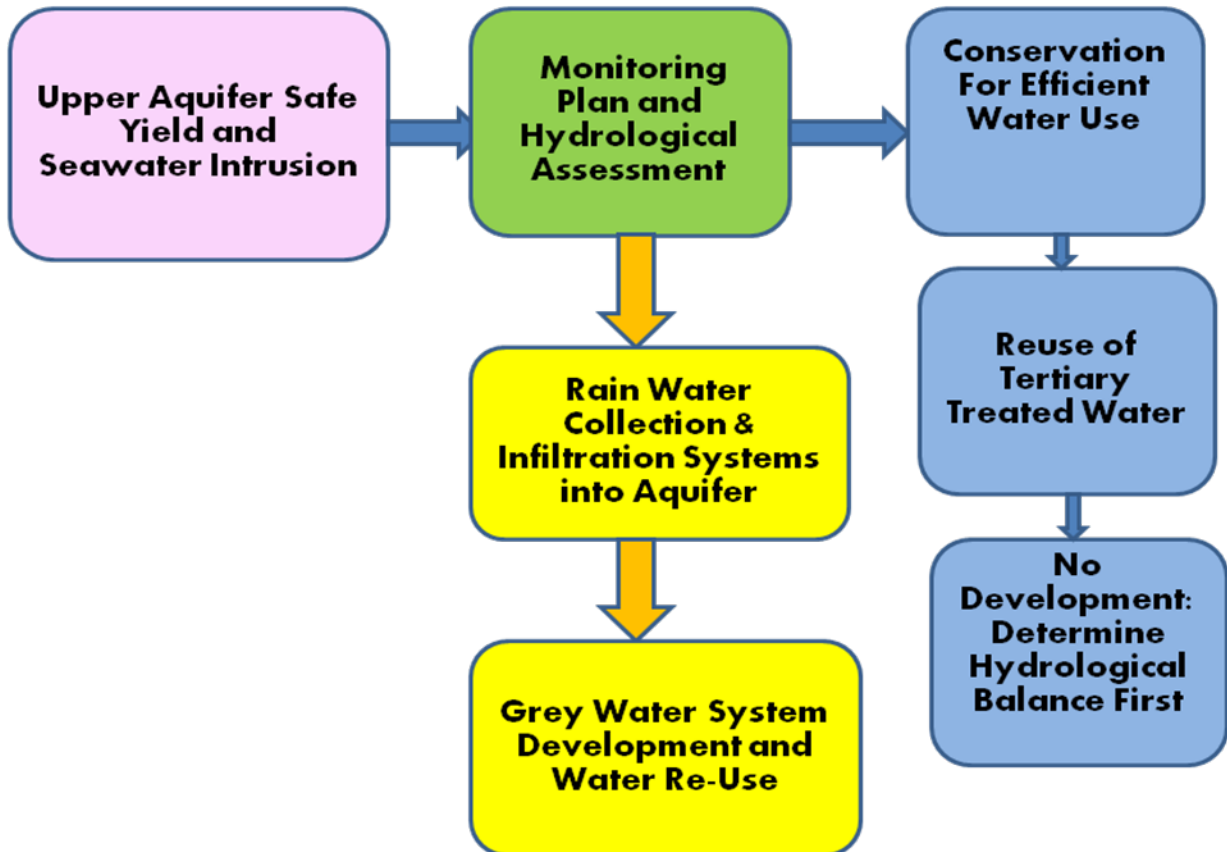 Upper Aquifer Safe
Yield and
Seawater Intrusion
Monitoring
Plan and
Hydrological
Assessment
Conservation
For Efficient
Water Use
Rain Water
Collection &
Infiltration Systems
into Aquifer
Grey Water System
Development and
Water Re-Use
Reuse of
Tertiary
Treated Water
No
Development:
Determine
Hydrological
Balance First